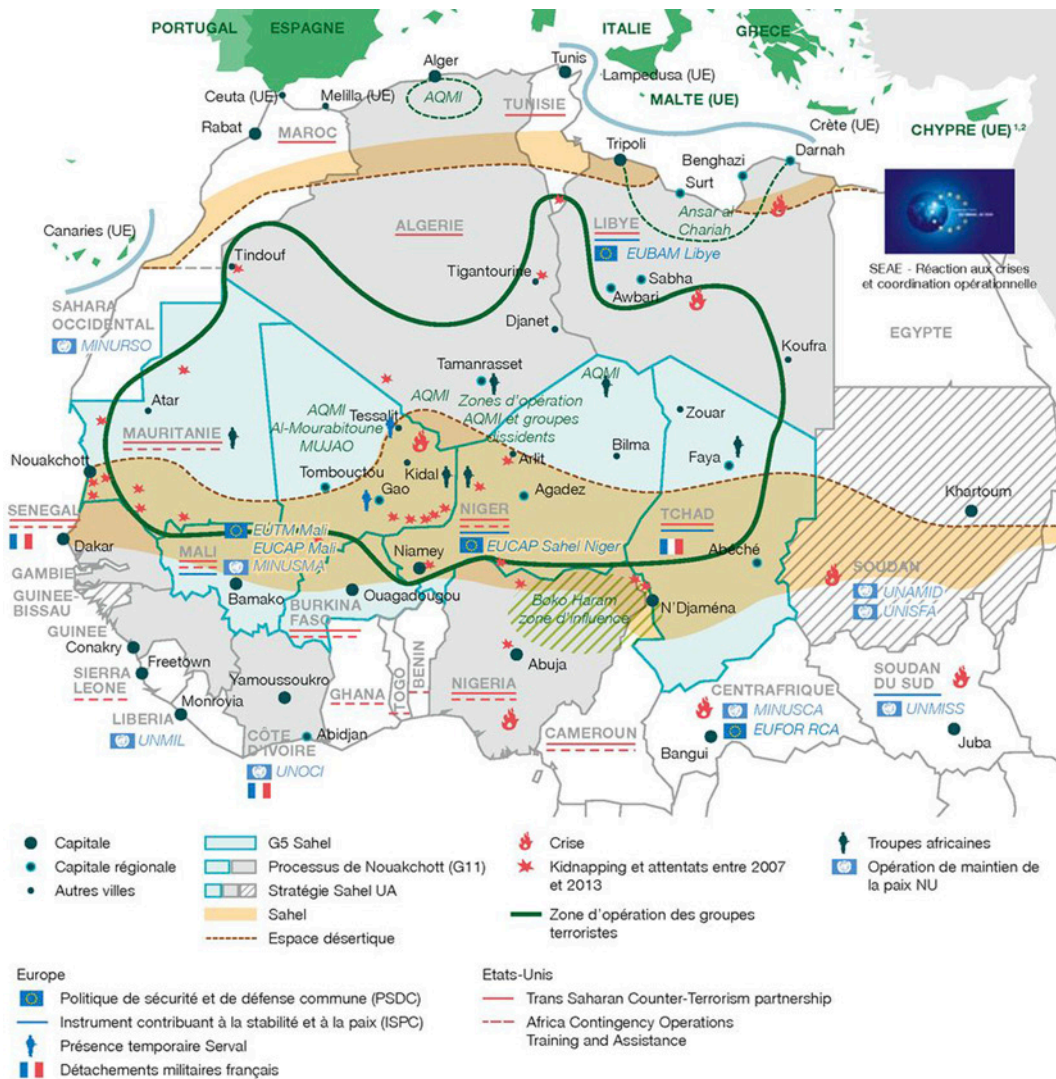 PORTUGAL
ESPAGNE
ITALIE
GRECE
Alger
Tunis
Lampedusa (UE)
Ceuta (UE)
Melilla (UE)
AQMI
TUNISIE
MALTE (UE)
Crète (UE)
CHYPRE (UE) 1,2
Rabat
MAROC
Tripoli
Benghazi
Darnah
Surt
Ansar al
Chariah
Canaries (UE)
ALGERIE
LIBYE
EUBAM Libye
SEAE - Réaction aux crises
et coordination opérationnelle
Tindouf
Tigantourine
Sabha
Awbari
SAHARA
OCCIDENTAL
MINURSO
Djanet
EGYPTE
Koufra
Tamanrasset
AQMI
AQMI
Zones d'opération
AQMI et groupes
dissidents
Atar
AQMI
Al-Mourabitoune
MUJAO
Tessalit
Zouar
MAURITANIE
Bilma
Faya
Nouakchott
Tombouctou
Kidal
Arlit
Gao
Agadez
Khartoum
SENEGAL
NIGER
TCHAD
EUTM Mali
EUCAP Mali
MINUSMA
EUCAP Sahel Niger
Dakar
MALI
Niamey
Abéché
GAMBIE
SOUDAN
UNAMID
UNISFA
GUINEE-
BISSAU
Bamako
Ouagadougou
BURKINA
FASO
Boko Haram
zone d'influence
N'Djaména
GUINEE
Conakry
Freetown
SIERRA
LEONE
Yamoussoukro
GHANA
TOGO
BENIN
Abuja
NIGERIA
Monrovia
LIBERIA
UNMIL
CÔTE
D'IVOIRE
Abidjan
UNOCI
CAMEROUN
CENTRAFRIQUE
MINUSCA
EUFOR RCA
Bangui
SOUDAN
DU SUD
UNMISS
Juba
Capitale
Capitale régionale
Autres villes
G5 Sahel
Processus de Nouakchott (G11)
Stratégie Sahel UA
Sahel
Espace désertique
Crise
Kidnapping et attentats entre 2007
et 2013
Zone d'opération des groupes
terroristes
Troupes africaines
Opération de maintien de
la paix NU
Europe
Politique de sécurité et de défense commune (PSDC)
Instrument contribuant à la stabilité et à la paix (ISPC)
Présence temporaire Serval
Détachements militaires français
Etats-Unis
Trans Saharan Counter-Terrorism partnership
Africa Contingency Operations
Training and Assistance